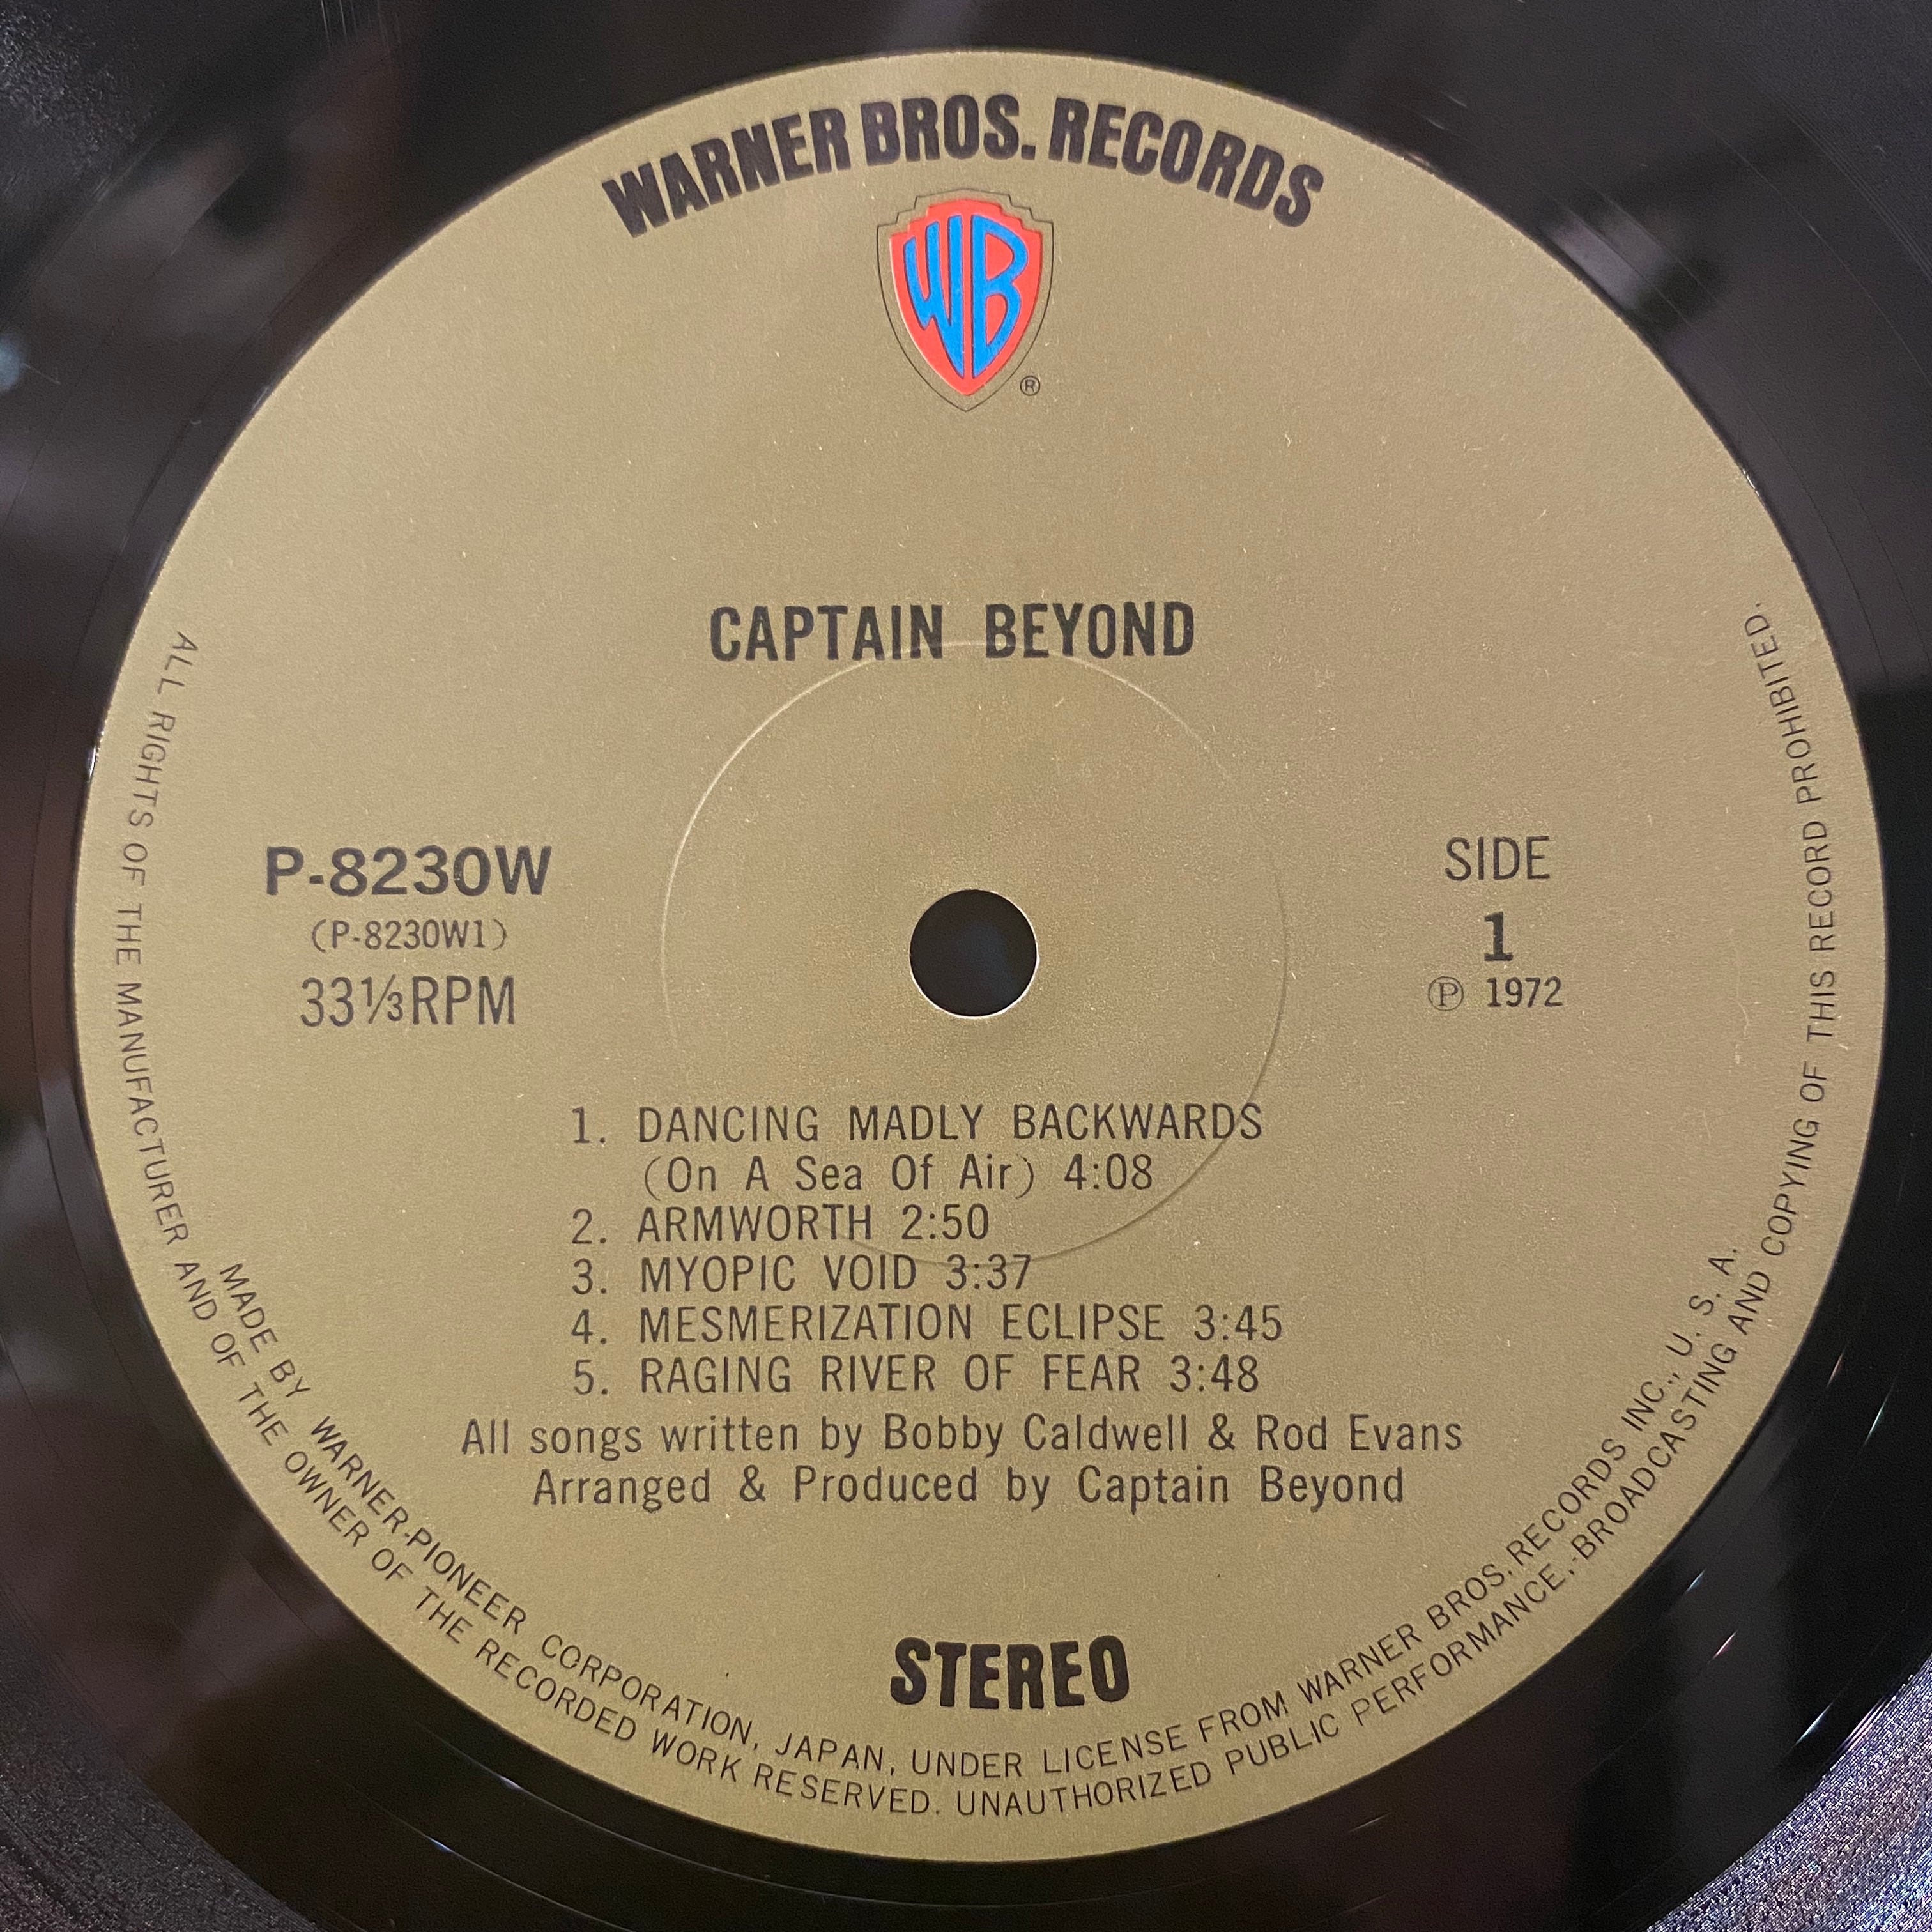 WARNER BROS. RECORDS
WB
®
CAPTAIN BEYOND
P-8230W
(P-8230W1)
33⅓RPM
SIDE
1
℗ 1972
1. DANCING MADLY BACKWARDS
(On A Sea Of Air) 4:08
2. ARMWORTH 2:50
3. MYOPIC VOID 3:37
4. MESMERIZATION ECLIPSE 3:45
5. RAGING RIVER OF FEAR 3:48
All songs written by Bobby Caldwell & Rod Evans
Arranged & Produced by Captain Beyond
STEREO
MADE BY WARNER-PIONEER CORPORATION, JAPAN, UNDER LICENSE FROM WARNER BROS. RECORDS INC., U. S. A.
ALL RIGHTS OF THE MANUFACTURER AND OF THE OWNER OF THE RECORDED WORK RESERVED. UNAUTHORIZED PUBLIC PERFORMANCE, BROADCASTING AND COPYING OF THIS RECORD PROHIBITED.